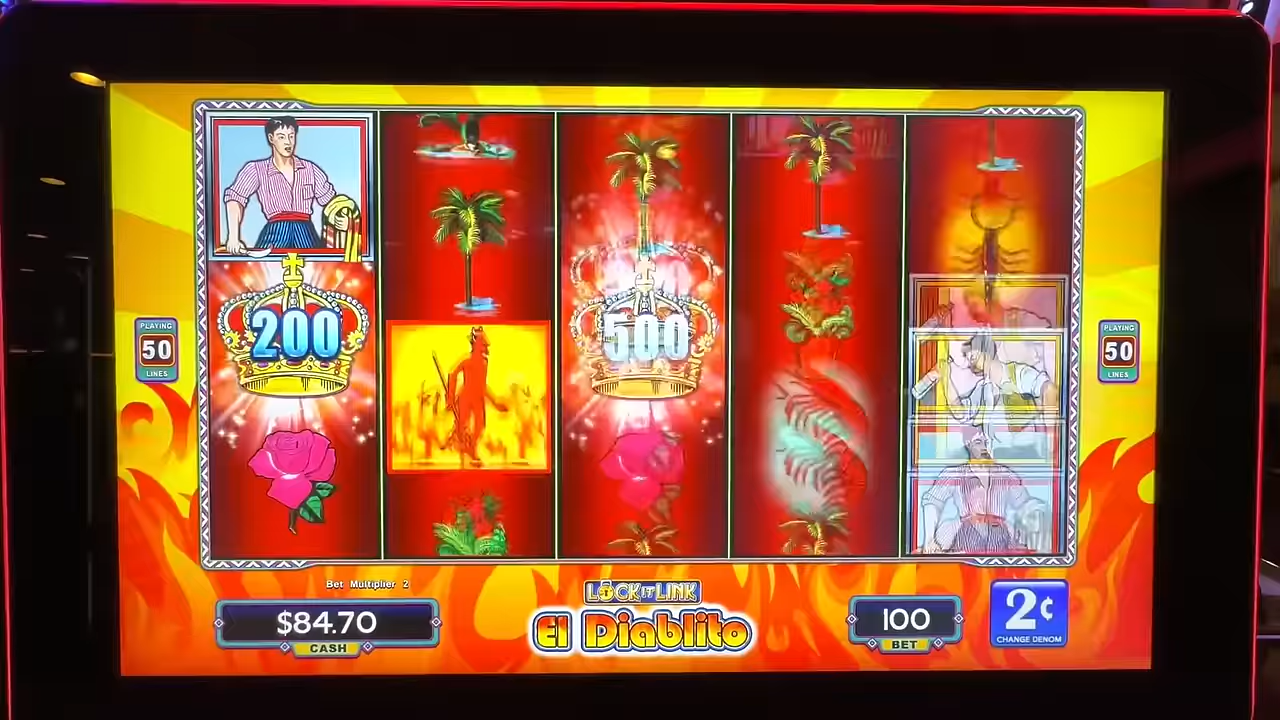 200
500
PLAYING
50
LINES
PLAYING
50
LINES
Bet Multiplier 2
$84.70
CASH
LOCK IT LINK
El Diablito
100
BET
2¢
CHANGE DENOM